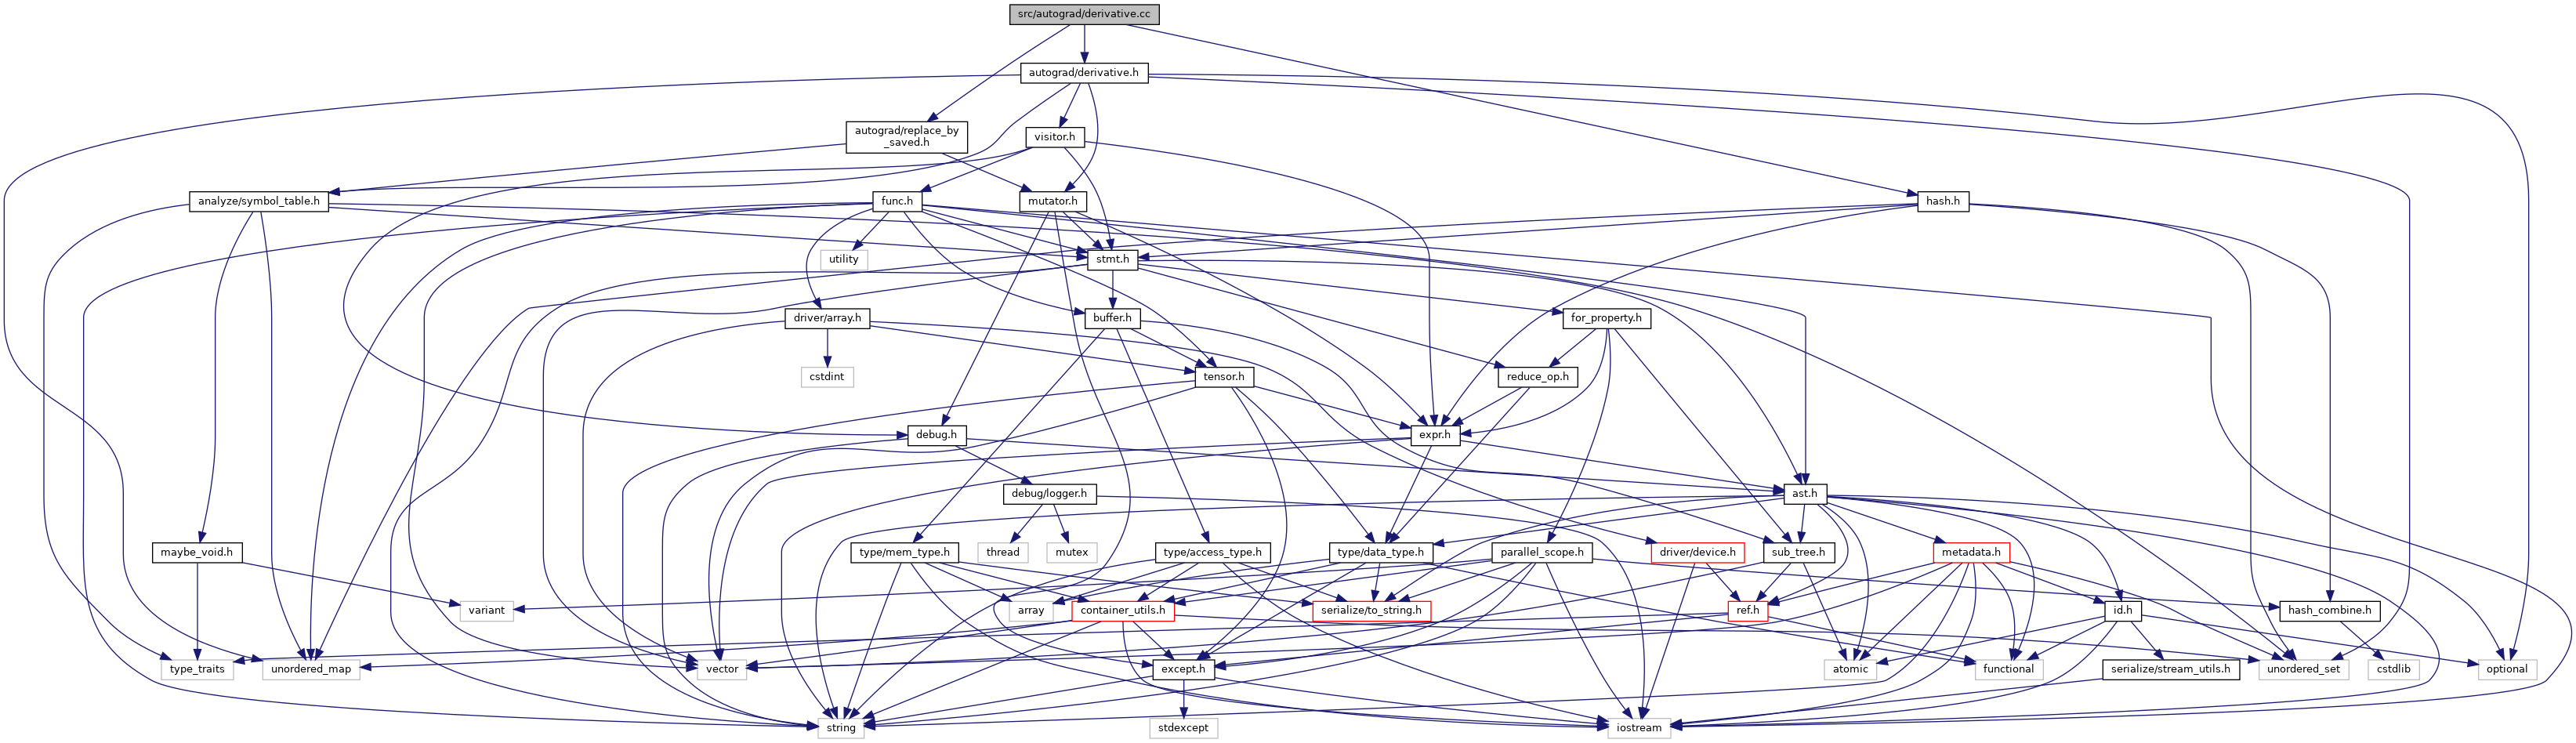 src/autograd/derivative.cc
autograd/derivative.h
autograd/replace_by
_saved.h
visitor.h
analyze/symbol_table.h
func.h
mutator.h
hash.h
utility
stmt.h
driver/array.h
buffer.h
for_property.h
cstdint
tensor.h
reduce_op.h
debug.h
expr.h
debug/logger.h
ast.h
maybe_void.h
type/mem_type.h
thread
mutex
type/access_type.h
type/data_type.h
parallel_scope.h
driver/device.h
sub_tree.h
metadata.h
variant
array
container_utils.h
serialize/to_string.h
ref.h
id.h
hash_combine.h
type_traits
unordered_map
vector
except.h
atomic
functional
serialize/stream_utils.h
unordered_set
cstdlib
optional
string
stdexcept
iostream